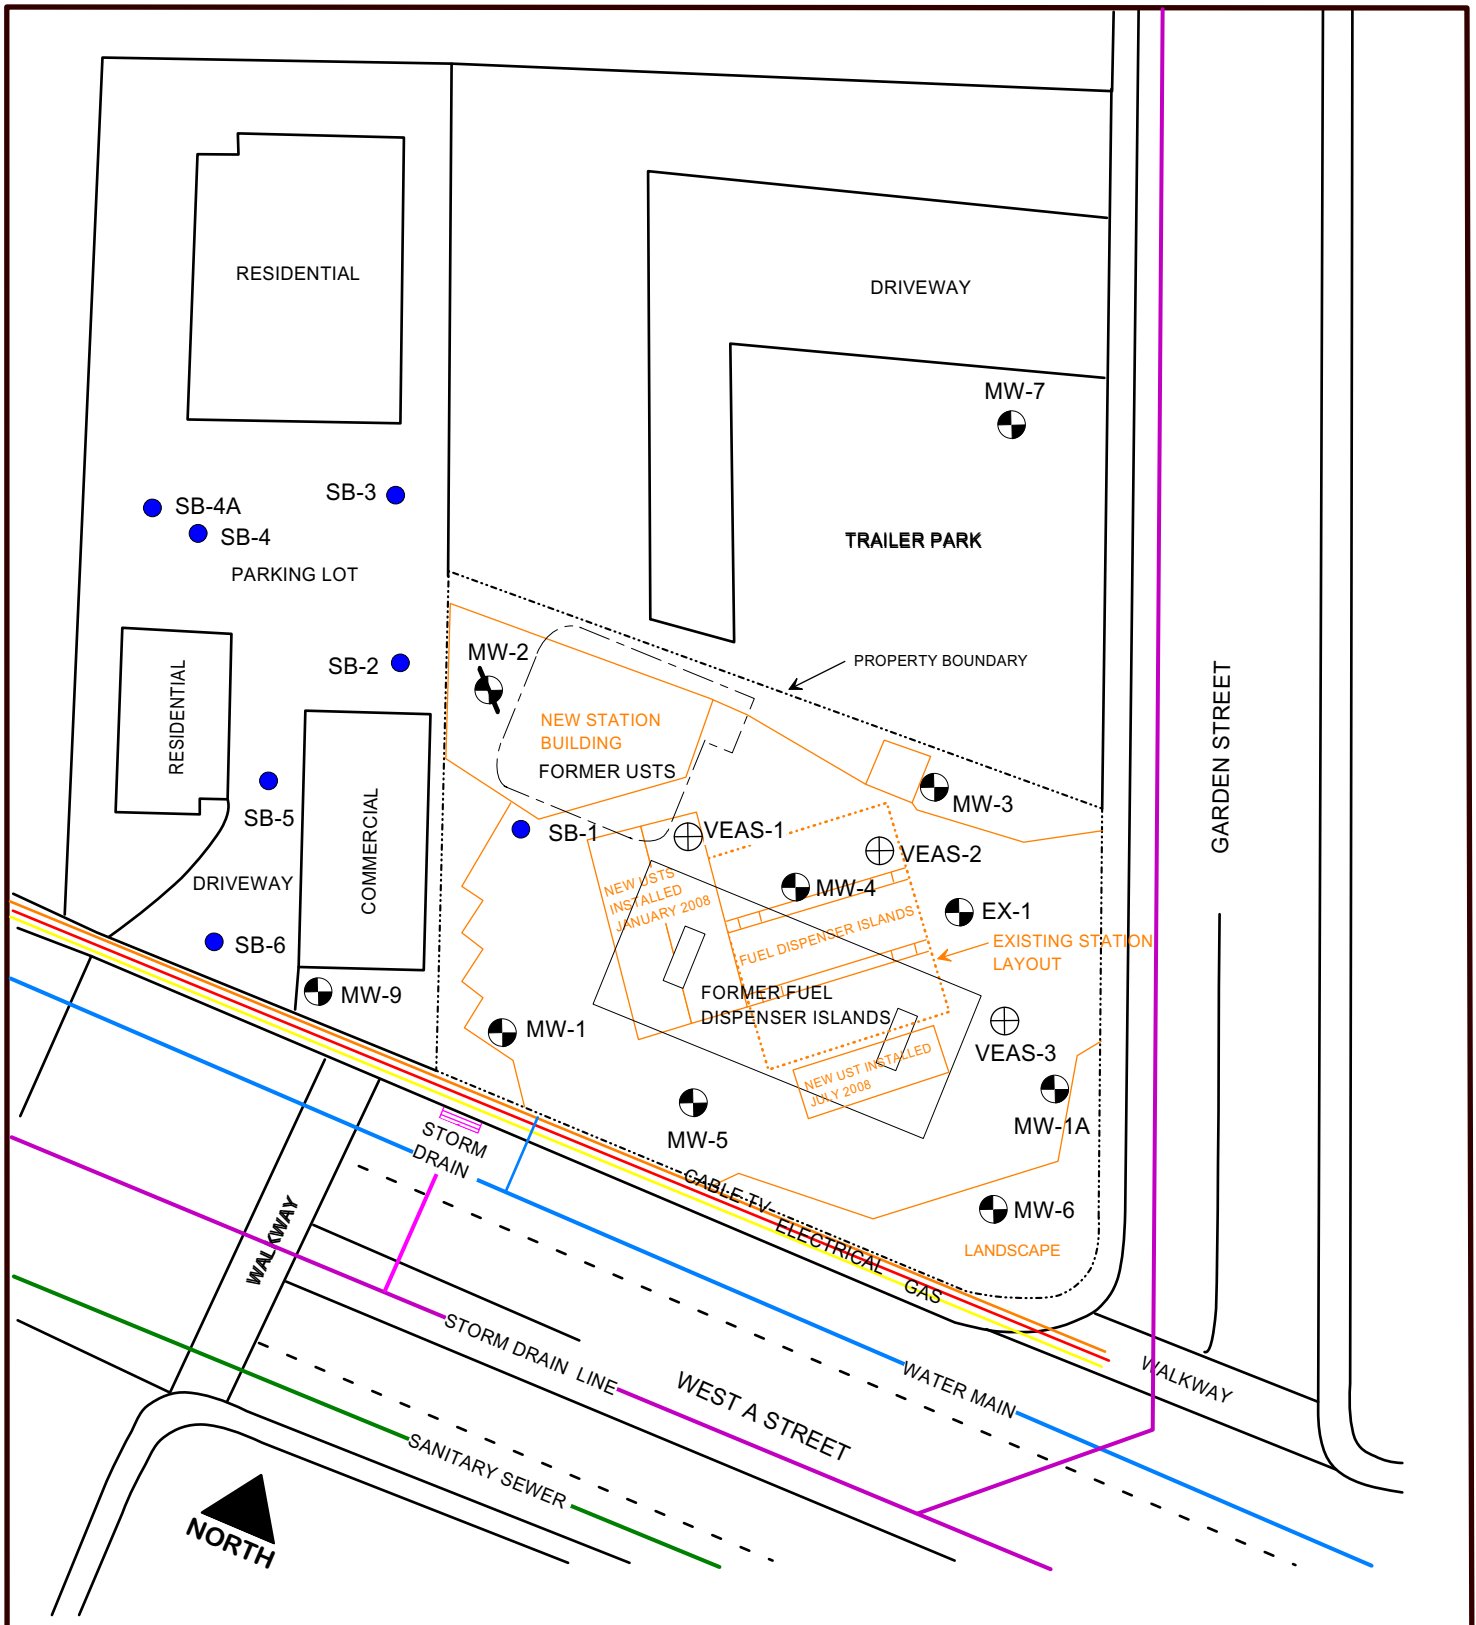 RESIDENTIAL
DRIVEWAY
MW-7
SB-4A
SB-3
SB-4
TRAILER PARK
PARKING LOT
MW-2
SB-2
PROPERTY BOUNDARY
RESIDENTIAL
GARDEN STREET
NEW STATION
BUILDING
FORMER USTS
MW-3
SB-5
SB-1
VEAS-1
VEAS-2
COMMERCIAL
DRIVEWAY
NEW USTS
INSTALLED
JANUARY 2008
MW-4
EX-1
FUEL DISPENSER ISLANDS
EXISTING STATION
LAYOUT
SB-6
MW-9
FORMER FUEL
DISPENSER ISLANDS
MW-1
VEAS-3
NEW UST INSTALLED
JULY 2008
MW-1A
MW-5
STORM
DRAIN
CABLE TV
ELECTRICAL
GAS
MW-6
LANDSCAPE
WALKWAY
STORM DRAIN LINE
WATER MAIN
WALKWAY
WEST A STREET
SANITARY SEWER
NORTH